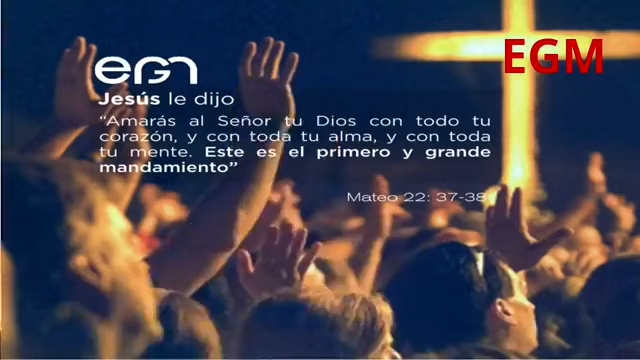 egm
EGM
Jesús le dijo
“Amarás al Señor tu Dios con todo tu
corazón, y con toda tu alma, y con toda
tu mente. Este es el primero y grande
mandamiento”
Mateo 22: 37-38